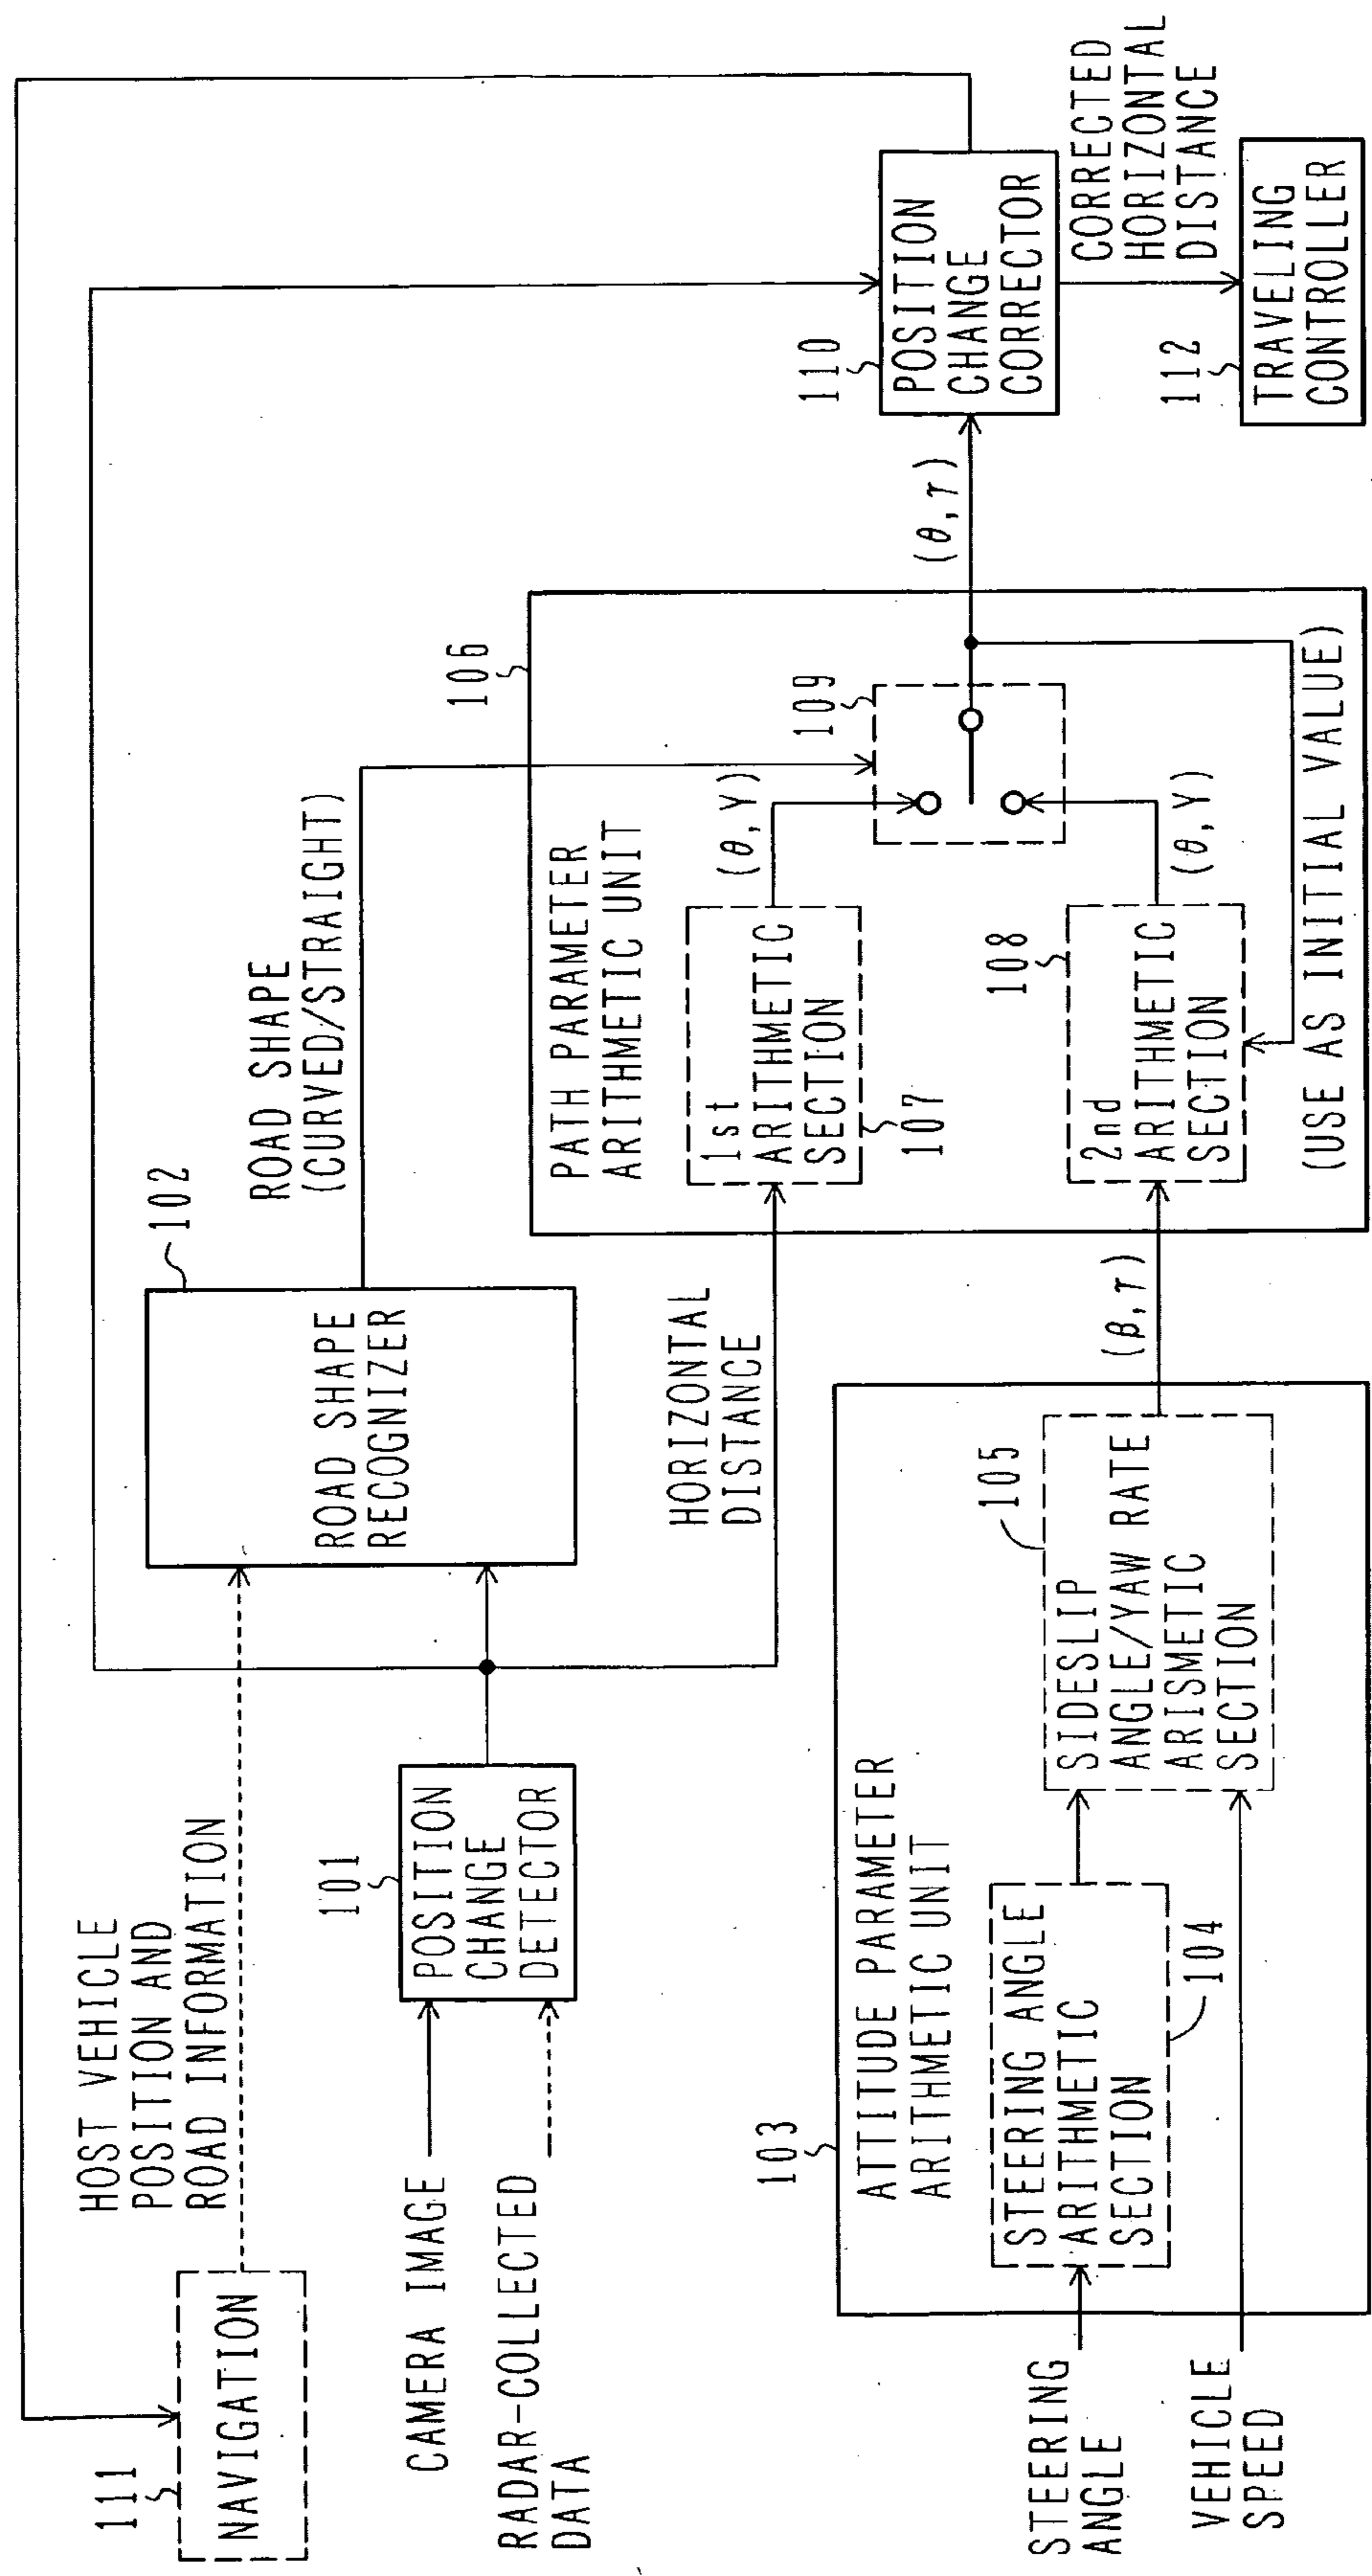 111
NAVIGATION
HOST VEHICLE
POSITION AND
ROAD INFORMATION
CAMERA IMAGE
RADAR-COLLECTED
DATA
101
POSITION
CHANGE
DETECTOR
102
ROAD SHAPE
RECOGNIZER
ROAD SHAPE
(CURVED/STRAIGHT)
HORIZONTAL
DISTANCE
103
ATTITUDE PARAMETER
ARITHMETIC UNIT
STEERING
ANGLE
VEHICLE
SPEED
STEERING ANGLE
ARITHMETIC
SECTION
104
105
SIDESLIP
ANGLE/YAW RATE
ARISMETIC
SECTION
(β,γ)
106
PATH PARAMETER
ARITHMETIC UNIT
1st
ARITHMETIC
SECTION
107
(θ,Y)
108
2nd
ARITHMETIC
SECTION
(θ,Y)
109
(USE AS INITIAL VALUE)
(θ,γ)
110
POSITION
CHANGE
CORRECTOR
CORRECTED
HORIZONTAL
DISTANCE
112
TRAVELING
CONTROLLER